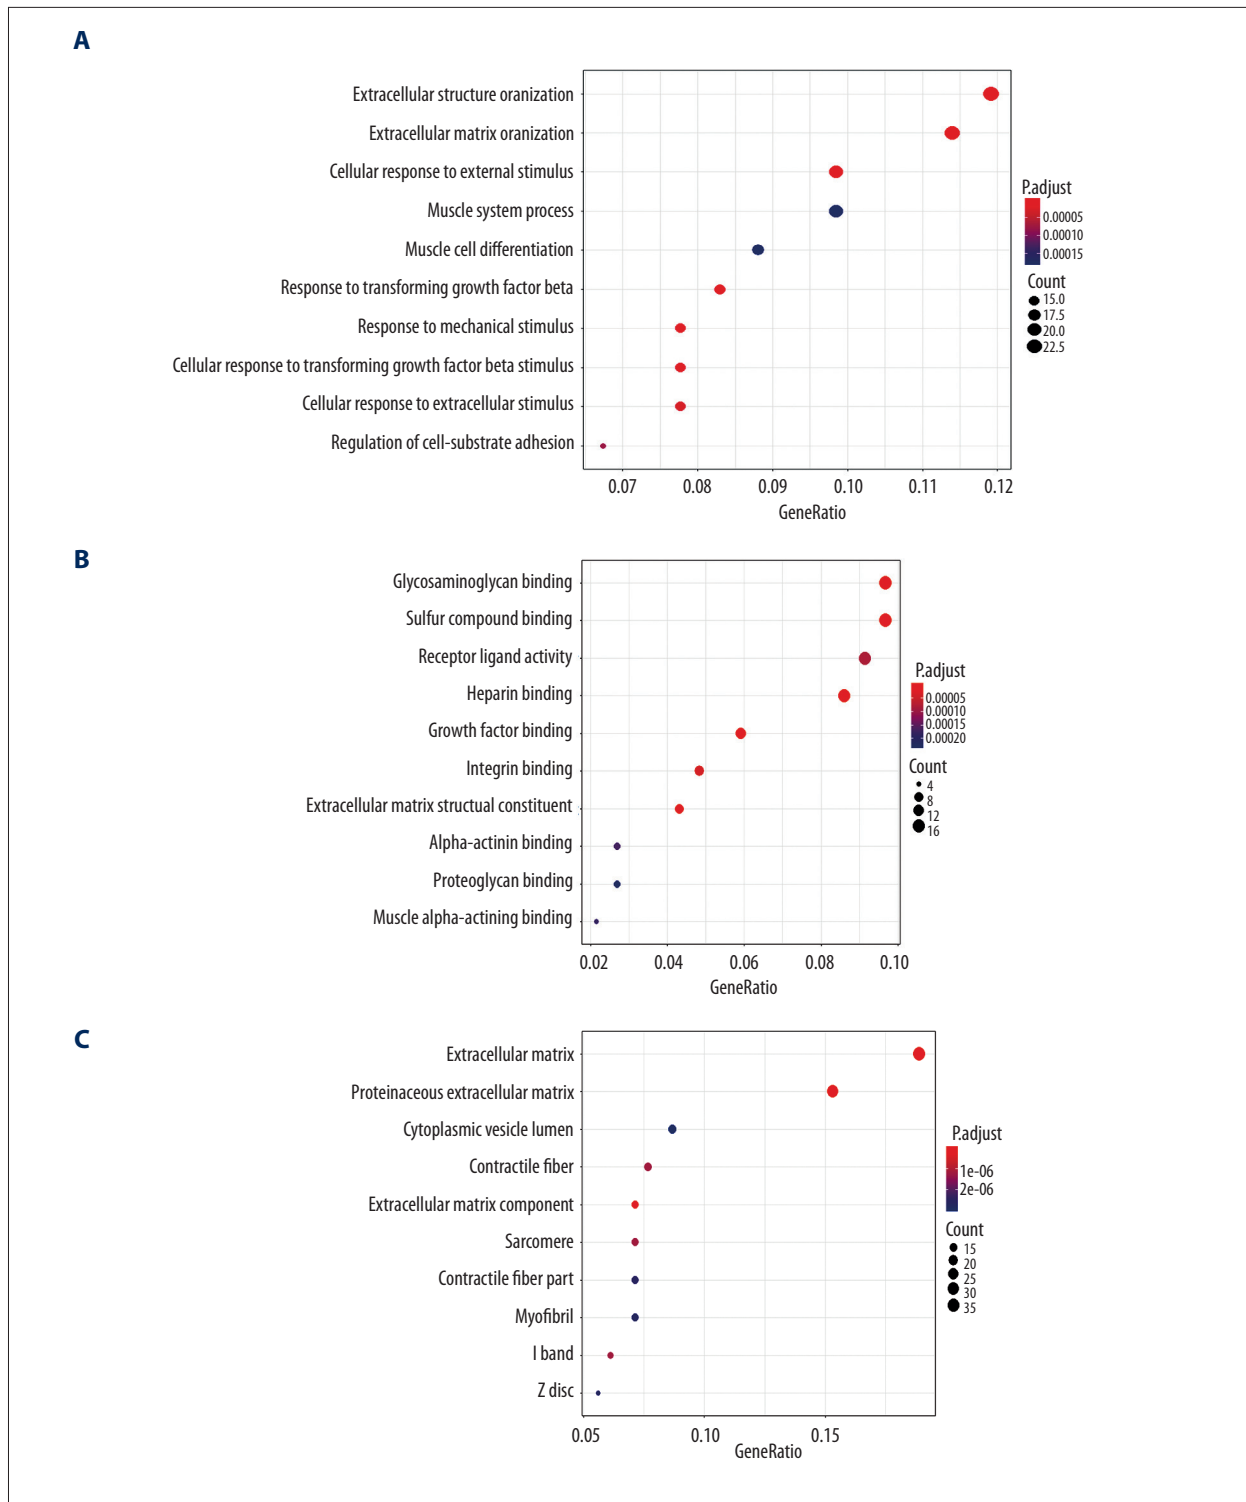 A
Extracellular structure oranization
Extracellular matrix oranization
Cellular response to external stimulus
Muscle system process
Muscle cell differentiation
Response to transforming growth factor beta
Response to mechanical stimulus
Cellular response to transforming growth factor beta stimulus
Cellular response to extracellular stimulus
Regulation of cell-substrate adhesion
0.07 0.08 0.09 0.10 0.11 0.12
GeneRatio
P.adjust
0.00005
0.00010
0.00015
Count
15.0
17.5
20.0
22.5
B
Glycosaminoglycan binding
Sulfur compound binding
Receptor ligand activity
Heparin binding
Growth factor binding
Integrin binding
Extracellular matrix structual constituent
Alpha-actinin binding
Proteoglycan binding
Muscle alpha-actining binding
0.02 0.04 0.06 0.08 0.10
GeneRatio
P.adjust
0.00005
0.00010
0.00015
0.00020
Count
4
8
12
16
C
Extracellular matrix
Proteinaceous extracellular matrix
Cytoplasmic vesicle lumen
Contractile fiber
Extracellular matrix component
Sarcomere
Contractile fiber part
Myofibril
I band
Z disc
0.05 0.10 0.15
GeneRatio
P.adjust
1e-06
2e-06
Count
15
20
25
30
35